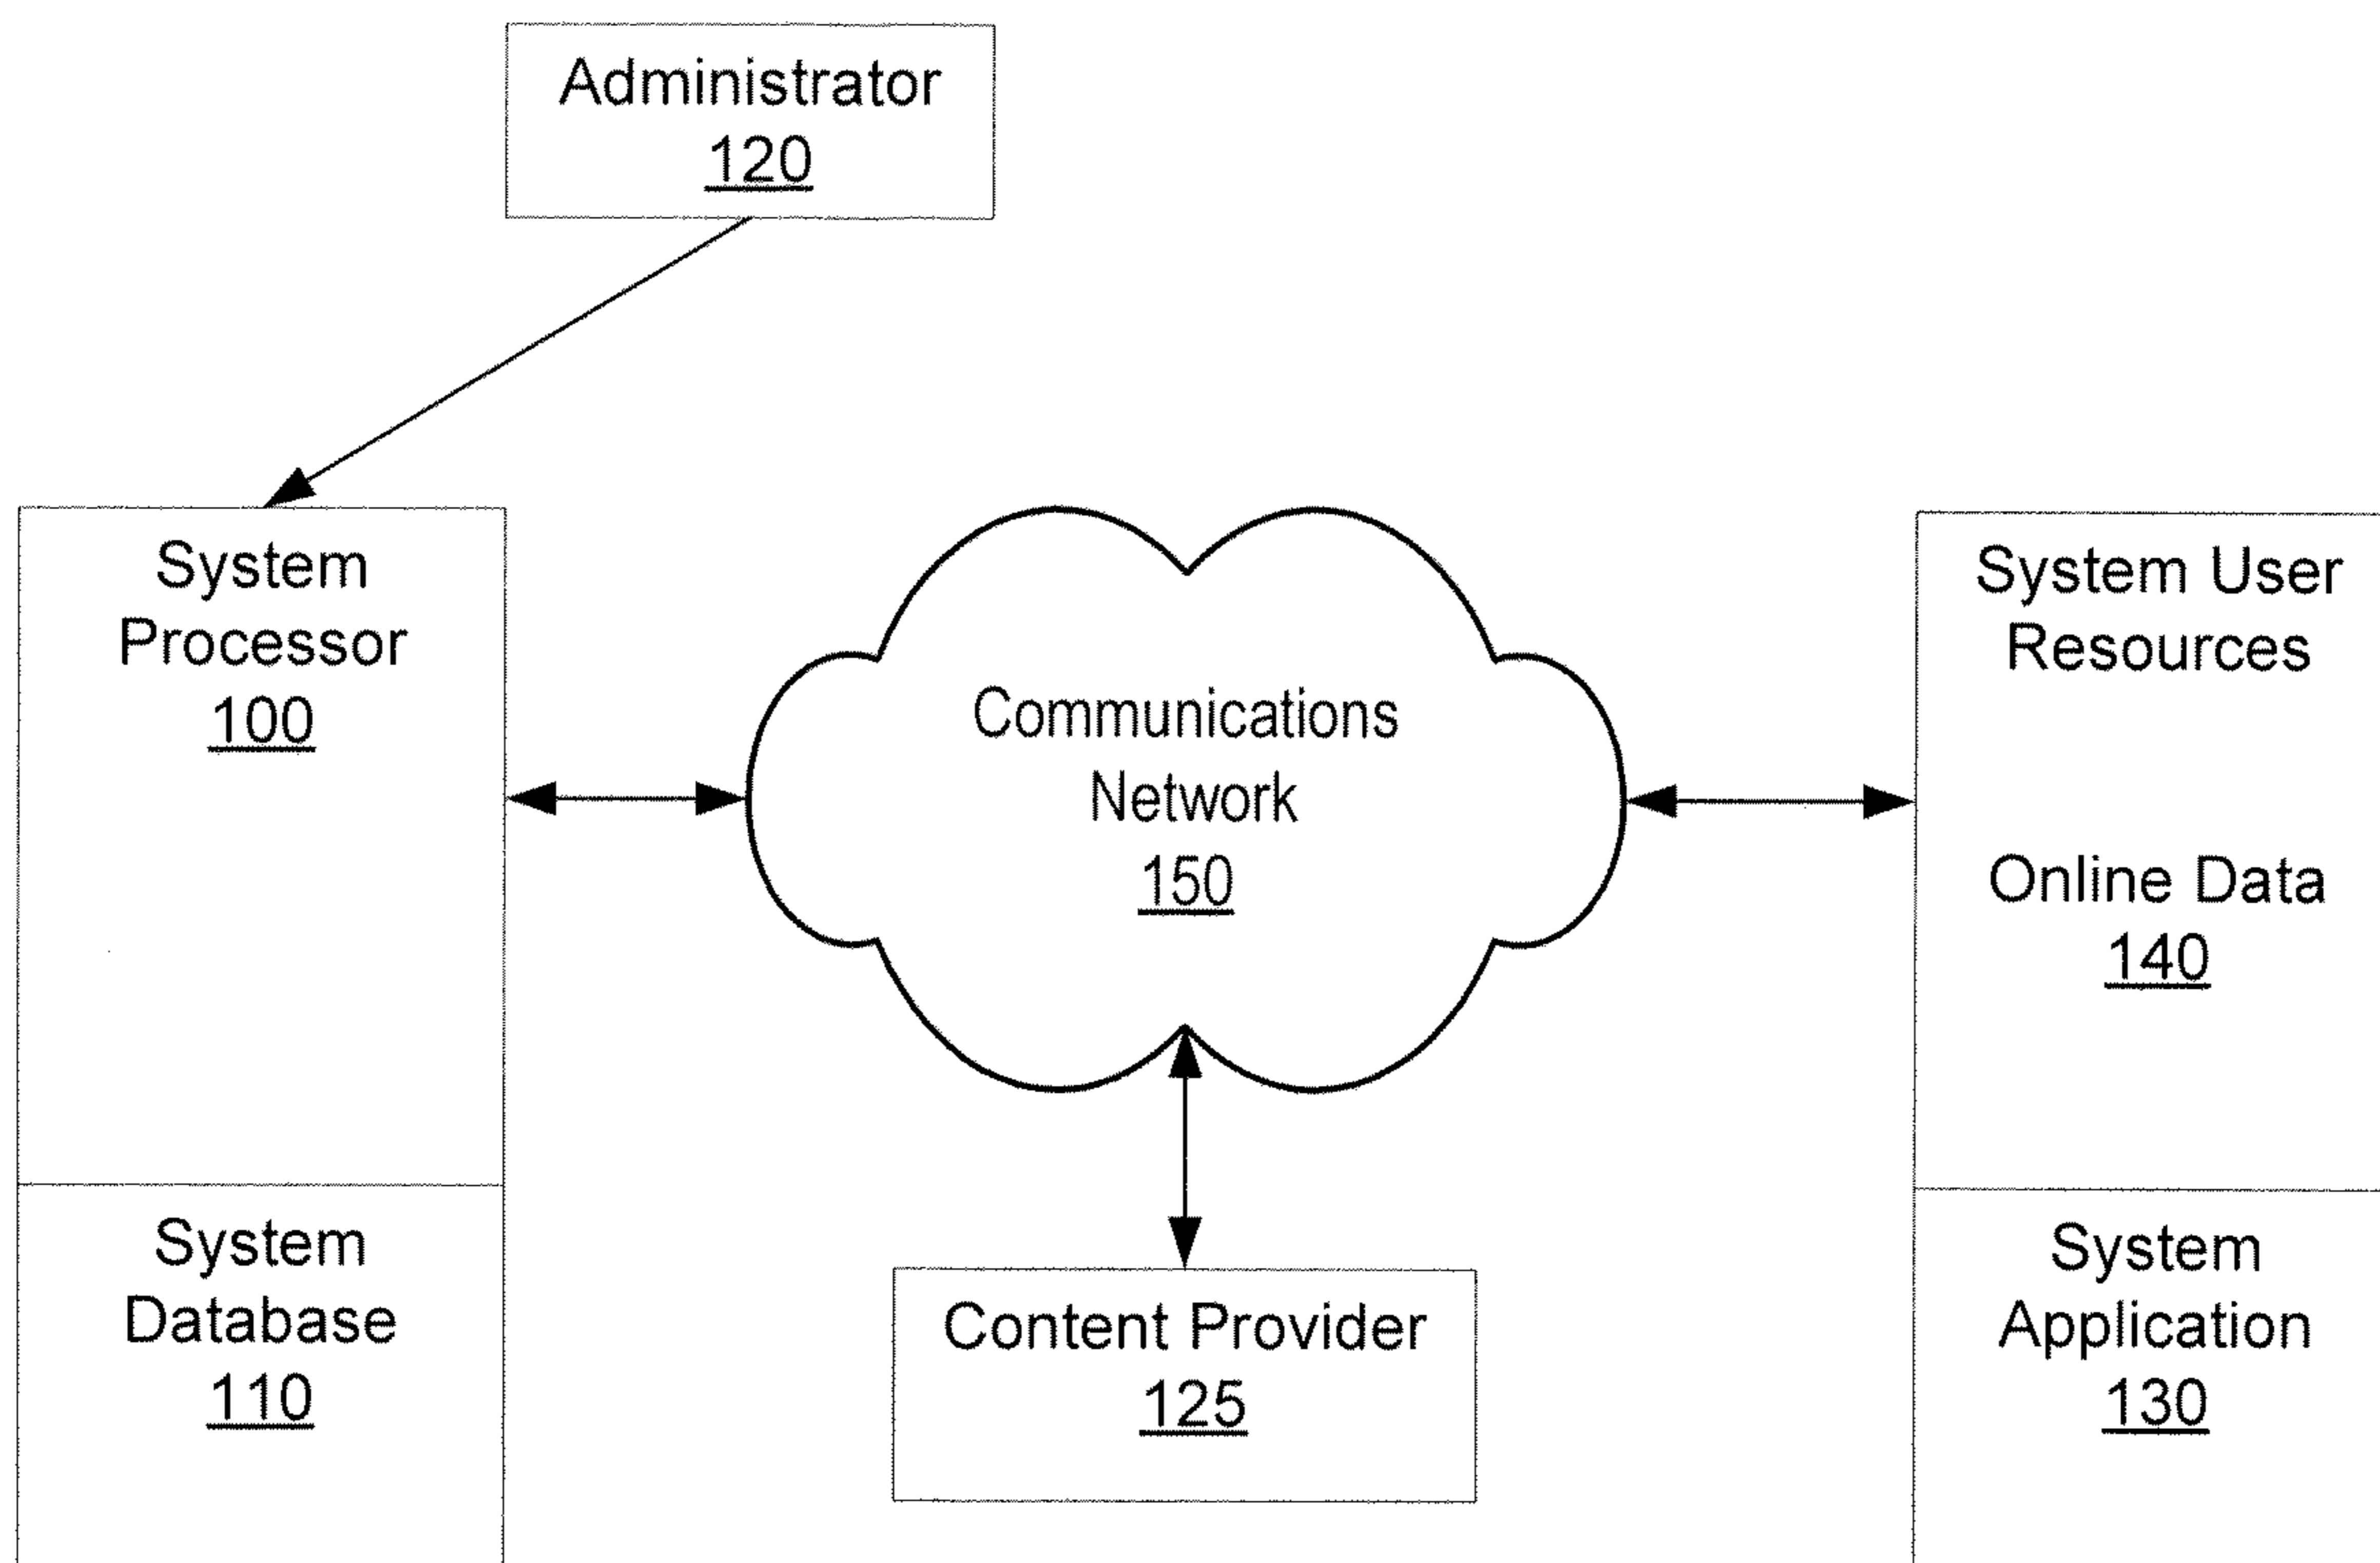 Administrator
120
System
Processor
100
System
Database
110
Communications
Network
150
Content Provider
125
System User
Resources
Online Data
140
System
Application
130